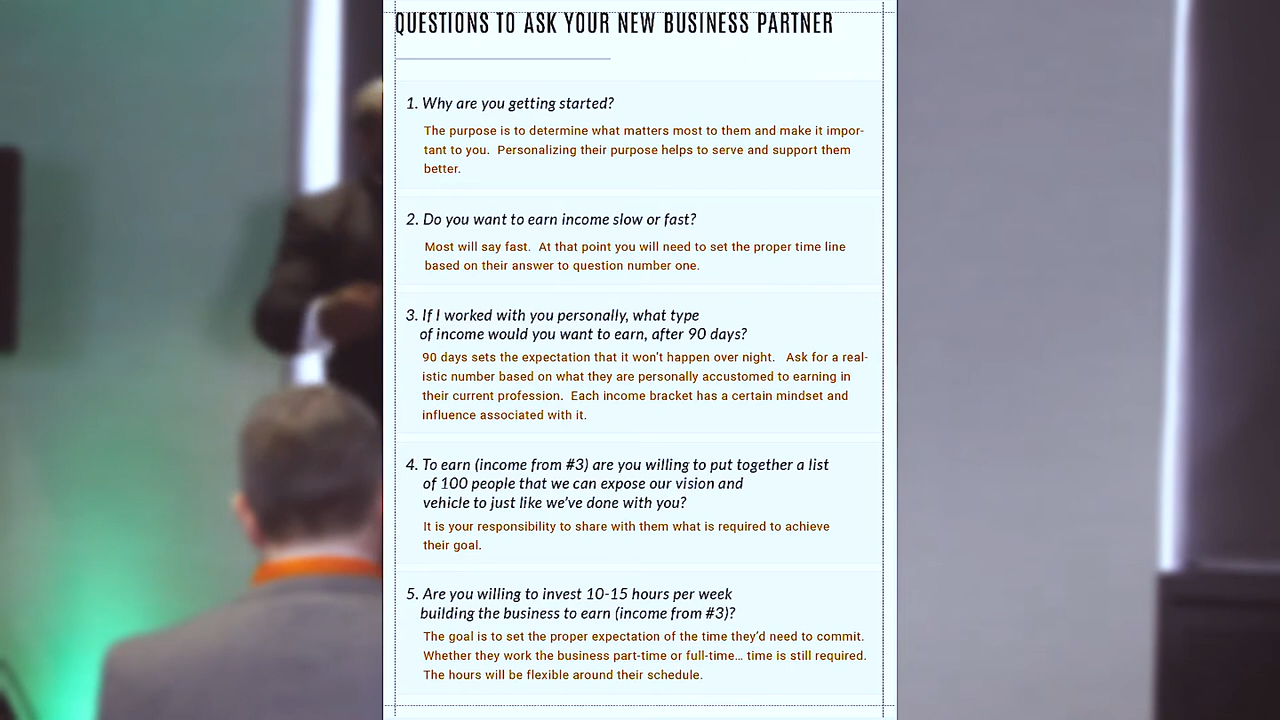 QUESTIONS TO ASK YOUR NEW BUSINESS PARTNER
1. Why are you getting started?
The purpose is to determine what matters most to them and make it impor-
tant to you. Personalizing their purpose helps to serve and support them
better.
2. Do you want to earn income slow or fast?
Most will say fast. At that point you will need to set the proper time line
based on their answer to question number one.
3. If I worked with you personally, what type
of income would you want to earn, after 90 days?
90 days sets the expectation that it won't happen over night. Ask for a real-
istic number based on what they are personally accustomed to earning in
their current profession. Each income bracket has a certain mindset and
influence associated with it.
4. To earn (income from #3) are you willing to put together a list
of 100 people that we can expose our vision and
vehicle to just like we've done with you?
It is your responsibility to share with them what is required to achieve
their goal.
5. Are you willing to invest 10-15 hours per week
building the business to earn (income from #3)?
The goal is to set the proper expectation of the time they'd need to commit.
Whether they work the business part-time or full-time... time is still required.
The hours will be flexible around their schedule.